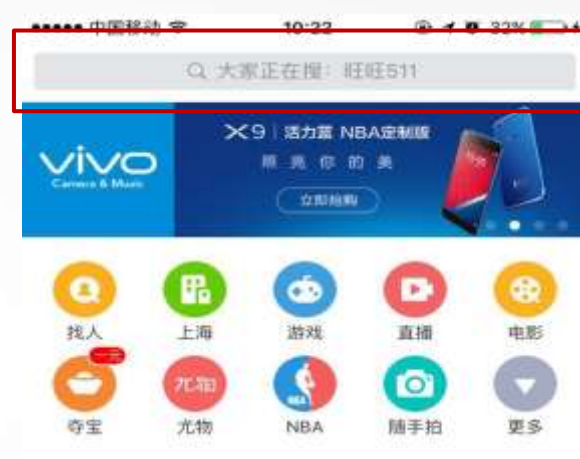 中国移动 10:22 32%
大家正在搜：旺旺511
vivo X9 活力蓝 NBA定制版
Camera & Music 照亮你的美
立即抢购
找人 上海 游戏 直播 电影
一元
夺宝 尤物 NBA 随手拍 更多